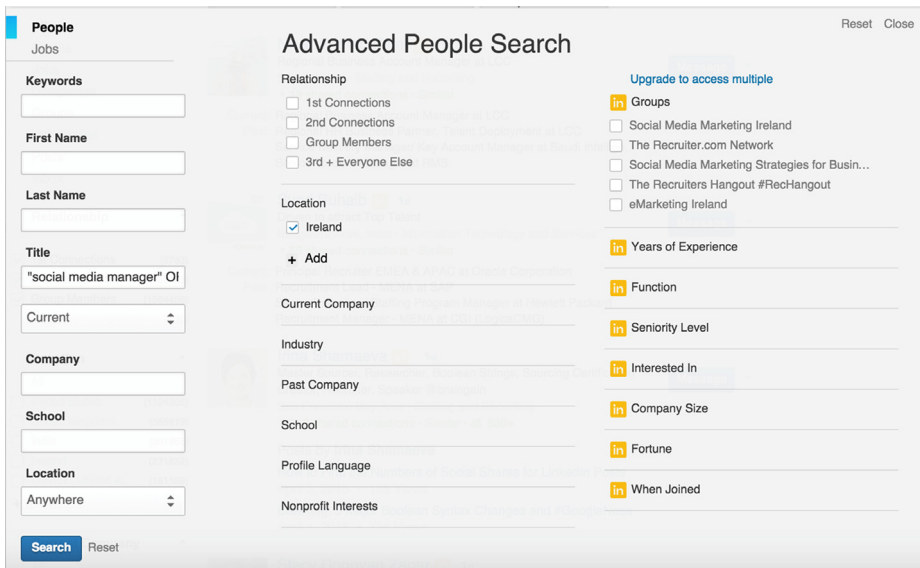 People
Jobs
Keywords
First Name
Last Name
Title
"social media manager" OF
Current
Company
School
Location
Anywhere
Search Reset
Reset Close
Advanced People Search
Relationship
1st Connections
2nd Connections
Group Members
3rd + Everyone Else
Location
Ireland
+ Add
Current Company
Industry
Past Company
School
Profile Language
Nonprofit Interests
Upgrade to access multiple
in Groups
Social Media Marketing Ireland
The Recruiter.com Network
Social Media Marketing Strategies for Busin...
The Recruiters Hangout #RecHangout
eMarketing Ireland
in Years of Experience
in Function
in Seniority Level
in Interested In
in Company Size
in Fortune
in When Joined